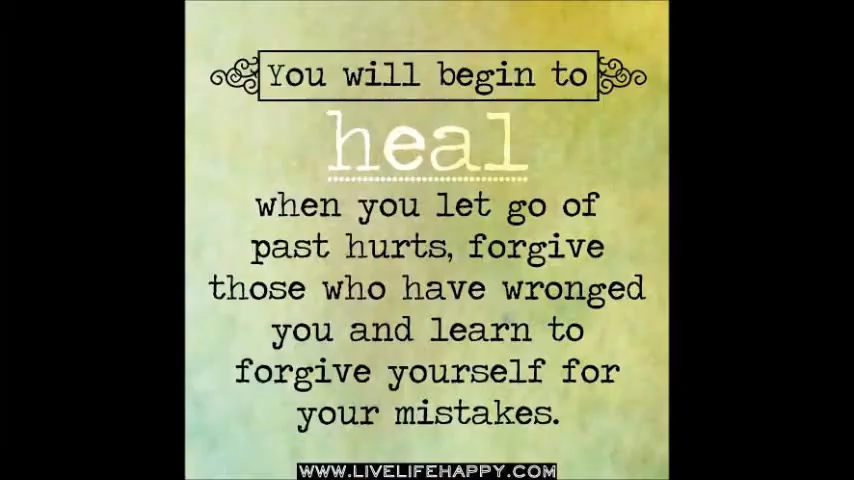 You will begin to
heal
when you let go of
past hurts, forgive
those who have wronged
you and learn to
forgive yourself for
your mistakes.
WWW.LIVELIFEHAPPY.COM